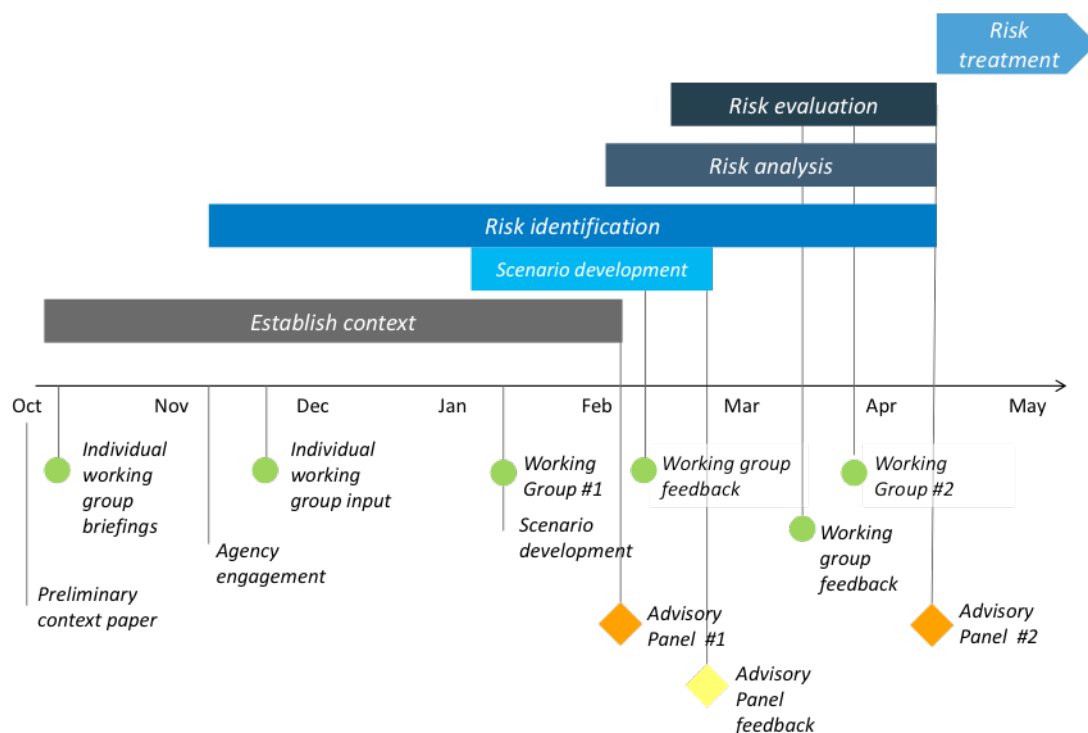 Risk
treatment
Risk evaluation
Risk analysis
Risk identification
Scenario development
Establish context
Oct Nov Dec Jan Feb Mar Apr May
Individual
working
group
briefings
Individual
working
group input
Working
Group #1
Working group
feedback
Working
Group #2
Scenario
development
Agency
engagement
Working
group
feedback
Preliminary
context paper
Advisory
Panel #1
Advisory
Panel #2
Advisory
Panel
feedback